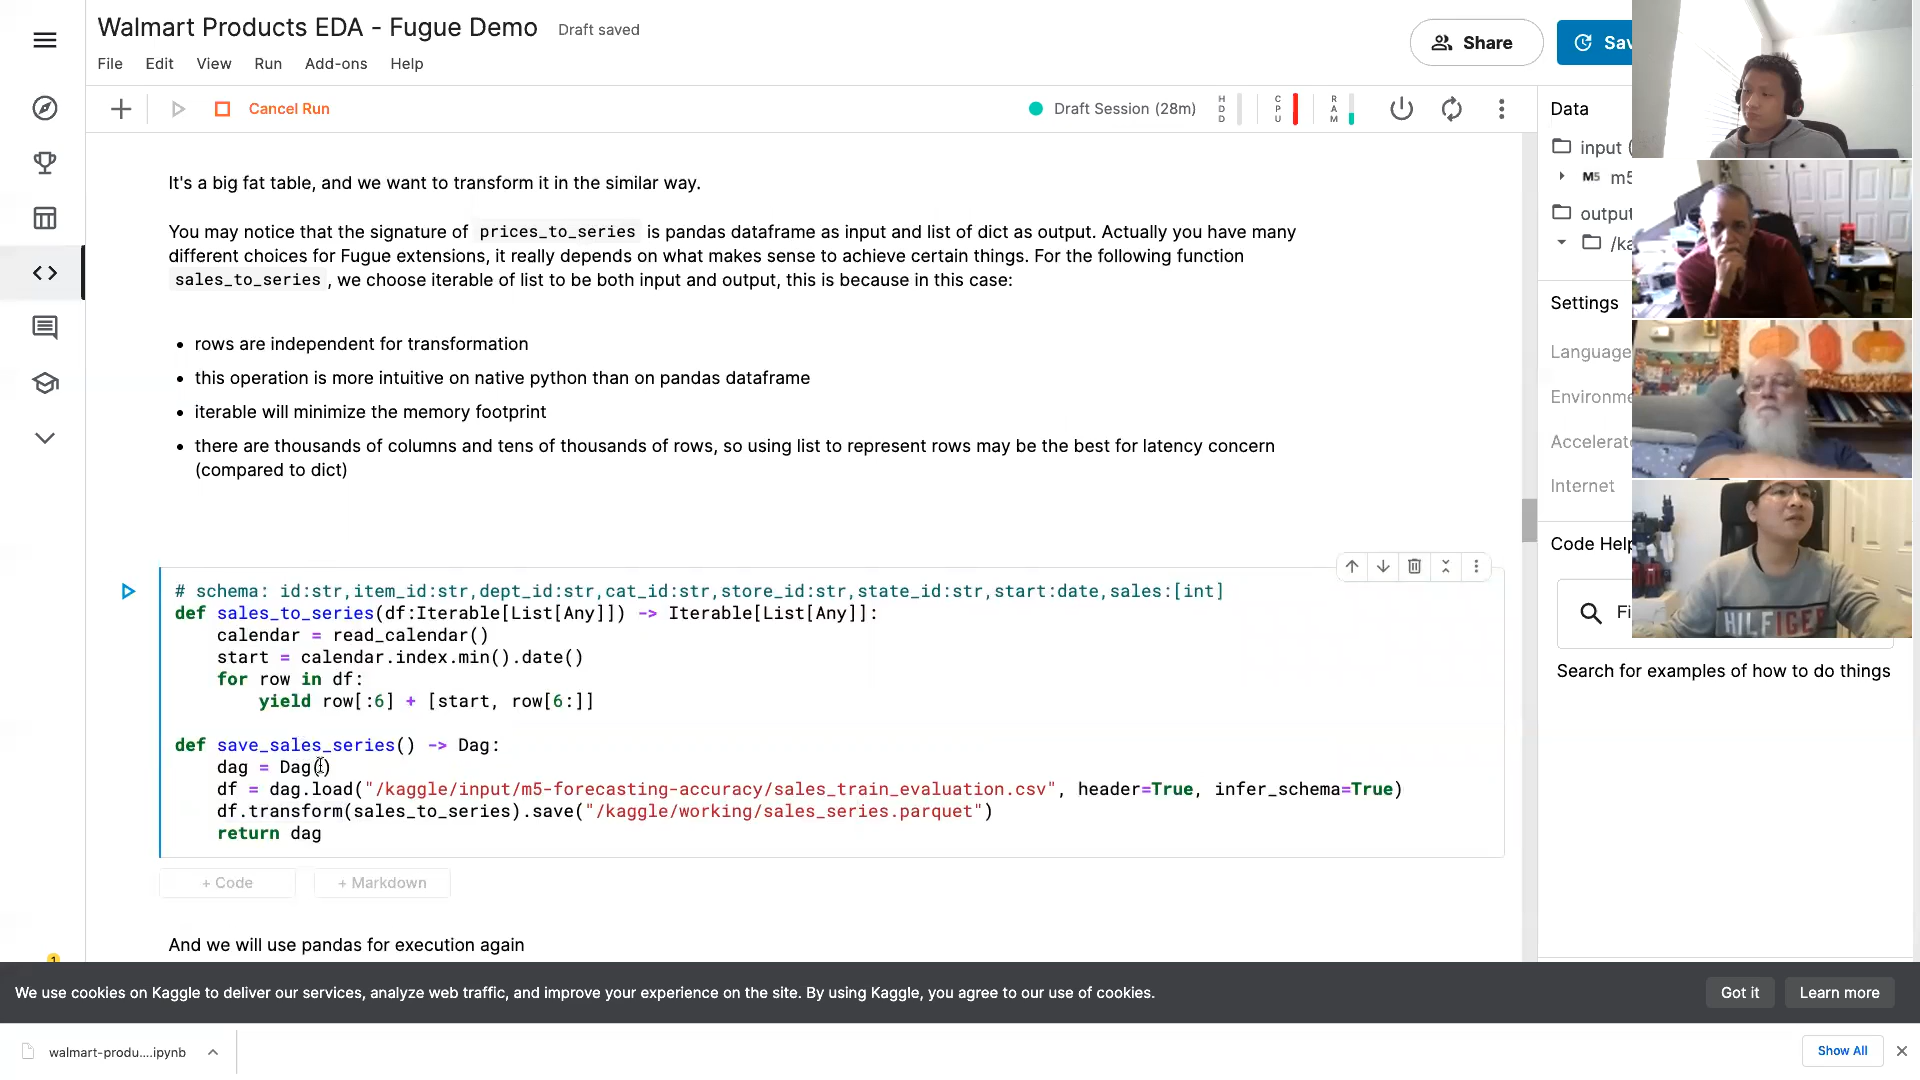 Walmart Products EDA - Fugue Demo Draft saved
File Edit View Run Add-ons Help
Share
Sav
Cancel Run
Draft Session (28m)
HDD
CPU
RAM
It's a big fat table, and we want to transform it in the similar way.
You may notice that the signature of prices_to_series is pandas dataframe as input and list of dict as output. Actually you have many
different choices for Fugue extensions, it really depends on what makes sense to achieve certain things. For the following function
sales_to_series , we choose iterable of list to be both input and output, this is because in this case:
• rows are independent for transformation
• this operation is more intuitive on native python than on pandas dataframe
• iterable will minimize the memory footprint
• there are thousands of columns and tens of thousands of rows, so using list to represent rows may be the best for latency concern
(compared to dict)
# schema: id:str,item_id:str,dept_id:str,cat_id:str,store_id:str,state_id:str,start:date,sales:[int]
def sales_to_series(df:Iterable[List[Any]]) -> Iterable[List[Any]]:
    calendar = read_calendar()
    start = calendar.index.min().date()
    for row in df:
        yield row[:6] + [start, row[6:]]
def save_sales_series() -> Dag:
    dag = Dag()
    df = dag.load("/kaggle/input/m5-forecasting-accuracy/sales_train_evaluation.csv", header=True, infer_schema=True)
    df.transform(sales_to_series).save("/kaggle/working/sales_series.parquet")
    return dag
+ Code + Markdown
And we will use pandas for execution again
Data
input (
M5 m5
output
/ka
Settings
Language
Environme
Accelerato
Internet
Code Help
Fi
Search for examples of how to do things
HILFIGER
1
We use cookies on Kaggle to deliver our services, analyze web traffic, and improve your experience on the site. By using Kaggle, you agree to our use of cookies.
Got it
Learn more
walmart-produ....ipynb
Show All